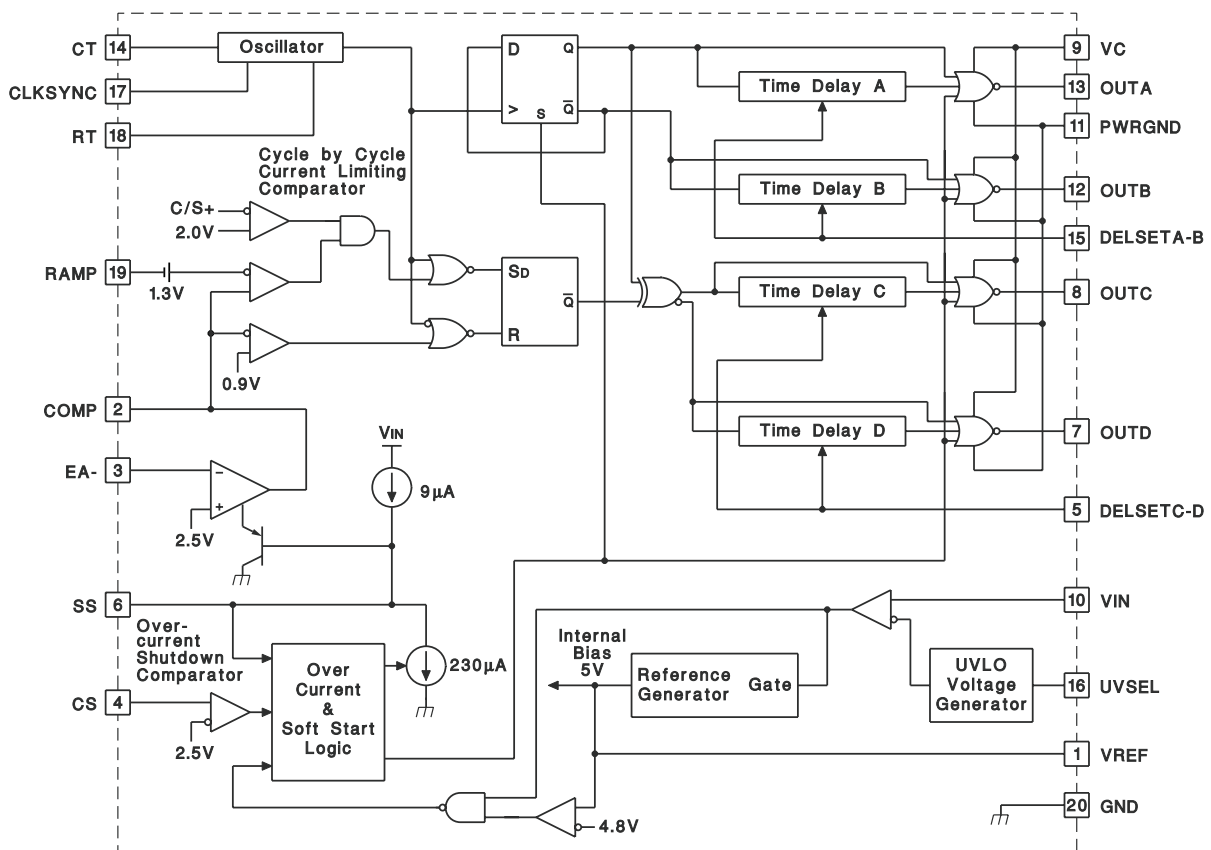 CT 14 Oscillator
CLKSYNC 17
RT 18
D Q
> Q̅
S
Time Delay A
9 VC
13 OUTA
11 PWRGND
Cycle by Cycle
Current Limiting
Comparator
C/S+
2.0V
RAMP 19
1.3V
0.9V
SD
Q̅
R
Time Delay B
12 OUTB
15 DELSETA-B
Time Delay C
8 OUTC
COMP 2
EA- 3
−
+
2.5V
VIN
9µA
Time Delay D
7 OUTD
5 DELSETC-D
SS 6
Over-
current
Shutdown
Comparator
CS 4
2.5V
Over
Current
&
Soft Start
Logic
230µA
Internal
Bias
5V
Reference
Generator
Gate
UVLO
Voltage
Generator
10 VIN
16 UVSEL
1 VREF
20 GND
4.8V